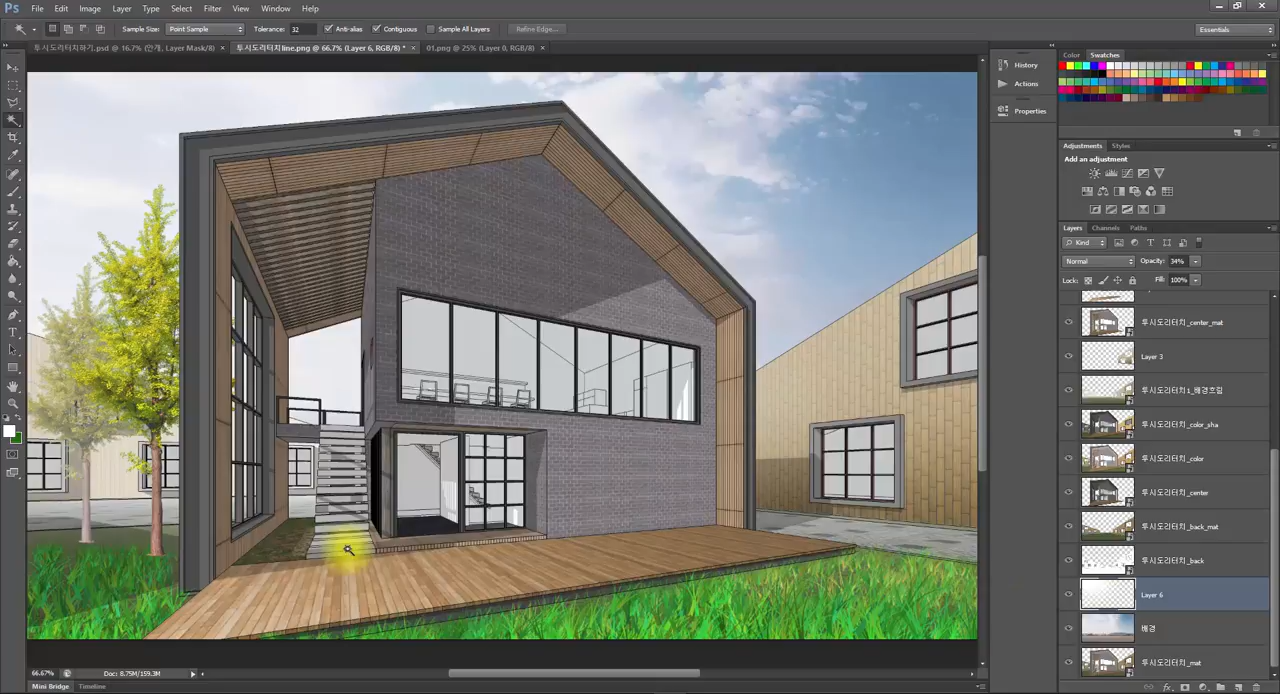 Ps File Edit Image Layer Type Select Filter View Window Help
Sample Size: Point Sample Tolerance: 32 Anti-alias Contiguous Sample All Layers Refine Edge... Essentials
투시도리터치하기.psd @ 16.7% (안개, Layer Mask/8) × 투시도리터치line.png @ 66.7% (Layer 6, RGB/8) * × 01.png @ 25% (Layer 0, RGB/8) ×
History
Actions
Properties
Color Swatches
Adjustments Styles
Add an adjustment
Layers Channels Paths
Kind
Normal Opacity: 34%
Lock: Fill: 100%
투시도리터치_center_mat
Layer 3
투시도리터치1_배경흐림
투시도리터치_color_sha
투시도리터치_color
투시도리터치_center
투시도리터치_back_mat
투시도리터치_back
Layer 6
배경
투시도리터치_mat
66.67% Doc: 8.75M/159.3M
Mini Bridge Timeline